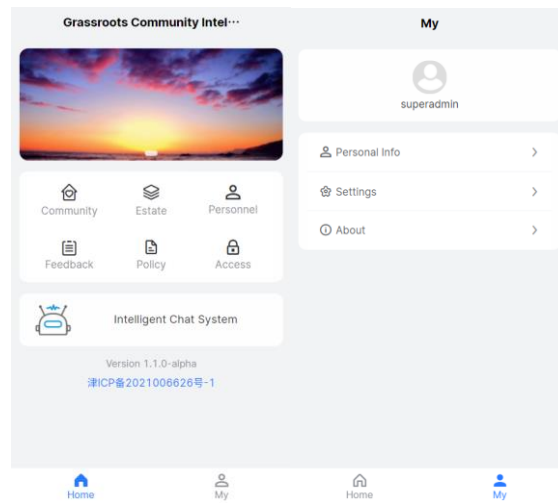 Grassroots Community Intel···
Community Estate Personnel
Feedback Policy Access
Intelligent Chat System
Version 1.1.0-alpha
津ICP备2021006626号-1
Home My
My
superadmin
Personal Info
Settings
About
Home My